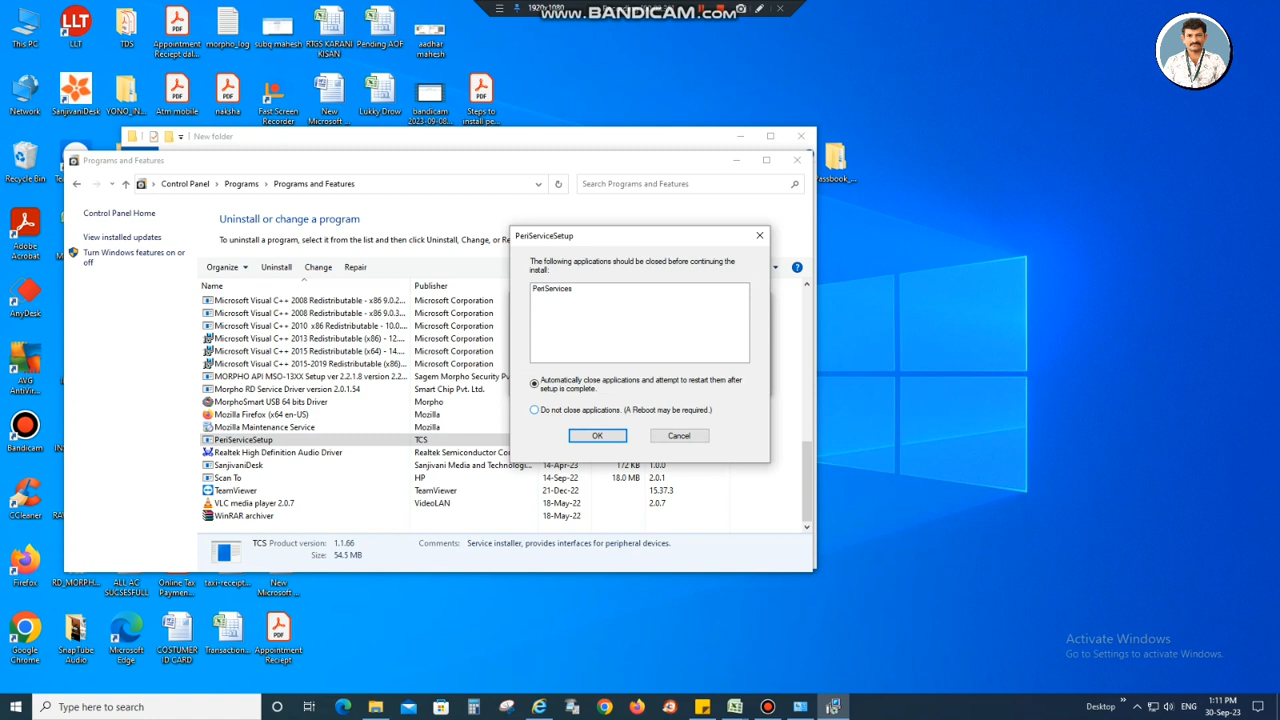 This PC
LLT
TDS
Appointment
Reciept dal...
morpho_log
subq mahesh
RTGS KARANI
KISAN
Pending AOF
aadhar
mahesh
1920×1080
www.BANDICAM.com
Network
SanjivaniDesk
YONO_IN...
Atm mobile
naksha
Fast Screen
Recorder
New
Microsoft ...
Lukky Drow
bandicam
2023-09-08...
Steps to
install pe...
Recycle Bin
New folder
Passbook_...
Programs and Features
Control Panel
Programs
Programs and Features
Search Programs and Features
Control Panel Home
View installed updates
Turn Windows features on or
off
Uninstall or change a program
To uninstall a program, select it from the list and then click Uninstall, Change, or Re
Organize
Uninstall
Change
Repair
Name
Publisher
Microsoft Visual C++ 2008 Redistributable - x86 9.0.2...
Microsoft Corporation
Microsoft Visual C++ 2008 Redistributable - x86 9.0.3...
Microsoft Corporation
Microsoft Visual C++ 2010 x86 Redistributable - 10.0...
Microsoft Corporation
Microsoft Visual C++ 2013 Redistributable (x86) - 12...
Microsoft Corporation
Microsoft Visual C++ 2015 Redistributable (x64) - 14...
Microsoft Corporation
Microsoft Visual C++ 2015-2019 Redistributable (x86)...
Microsoft Corporation
MORPHO API MSO-13XX Setup ver 2.2.1.8 version 2.2...
Sagem Morpho Security Pv
Morpho RD Service Driver version 2.0.1.54
Smart Chip Pvt. Ltd.
MorphoSmart USB 64 bits Driver
Morpho
Mozilla Firefox (x64 en-US)
Mozilla
Mozilla Maintenance Service
Mozilla
PeriServiceSetup
TCS
Realtek High Definition Audio Driver
Realtek Semiconductor Co
SanjivaniDesk
Sanjivani Media and Technologi...
14-Apr-23
172 KB
1.0.0
Scan To
HP
14-Sep-22
18.0 MB
2.0.1
TeamViewer
TeamViewer
21-Dec-22
15.37.3
VLC media player 2.0.7
VideoLAN
18-May-22
2.0.7
WinRAR archiver
18-May-22
TCS
Product version:
1.1.66
Size:
54.5 MB
Comments:
Service installer, provides interfaces for peripheral devices.
PeriServiceSetup
The following applications should be closed before continuing the
install:
PeriServices
Automatically close applications and attempt to restart them after
setup is complete.
Do not close applications. (A Reboot may be required.)
OK
Cancel
Adobe
Acrobat
AnyDesk
AVG
Bandicam
CCleaner
Firefox
RD_MORPH...
ALL AC
SUCSESFULL
Online Tax
Paymen...
taxi-receipt...
New
Microsoft ...
Google
Chrome
SnapTube
Audio
Microsoft
Edge
COSTUMER
ID CARD
Transaction...
Appointment
Reciept
Activate Windows
Go to Settings to activate Windows.
Type here to search
Desktop
ENG
1:11 PM
30-Sep-23